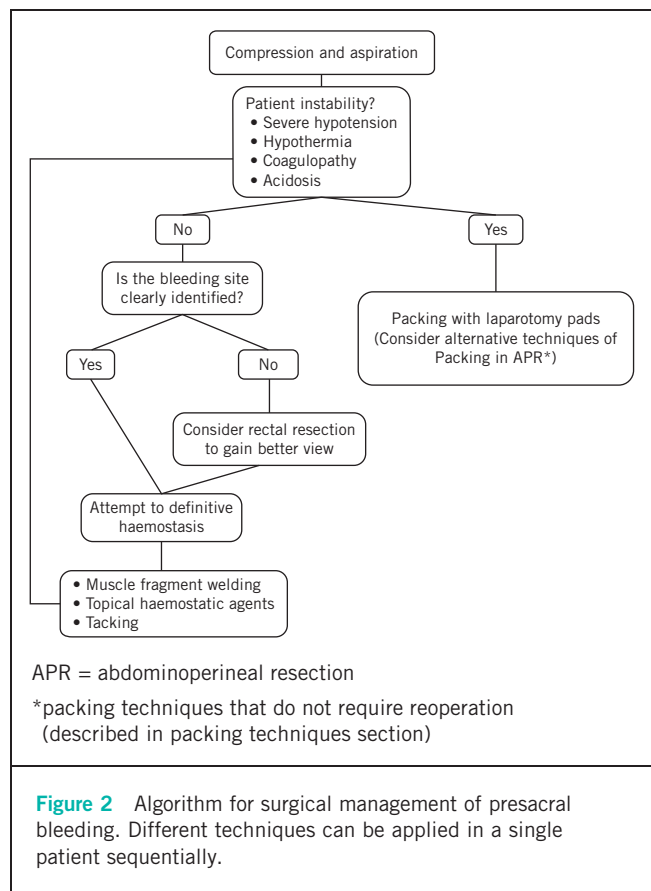 Compression and aspiration
Patient instability?
• Severe hypotension
• Hypothermia
• Coagulopathy
• Acidosis
No
Yes
Is the bleeding site
clearly identified?
Packing with laparotomy pads
(Consider alternative techniques of
Packing in APR*)
Yes
No
Consider rectal resection
to gain better view
Attempt to definitive
haemostasis
• Muscle fragment welding
• Topical haemostatic agents
• Tacking
APR = abdominoperineal resection
*packing techniques that do not require reoperation
(described in packing techniques section)
Figure 2 Algorithm for surgical management of presacral
bleeding. Different techniques can be applied in a single
patient sequentially.